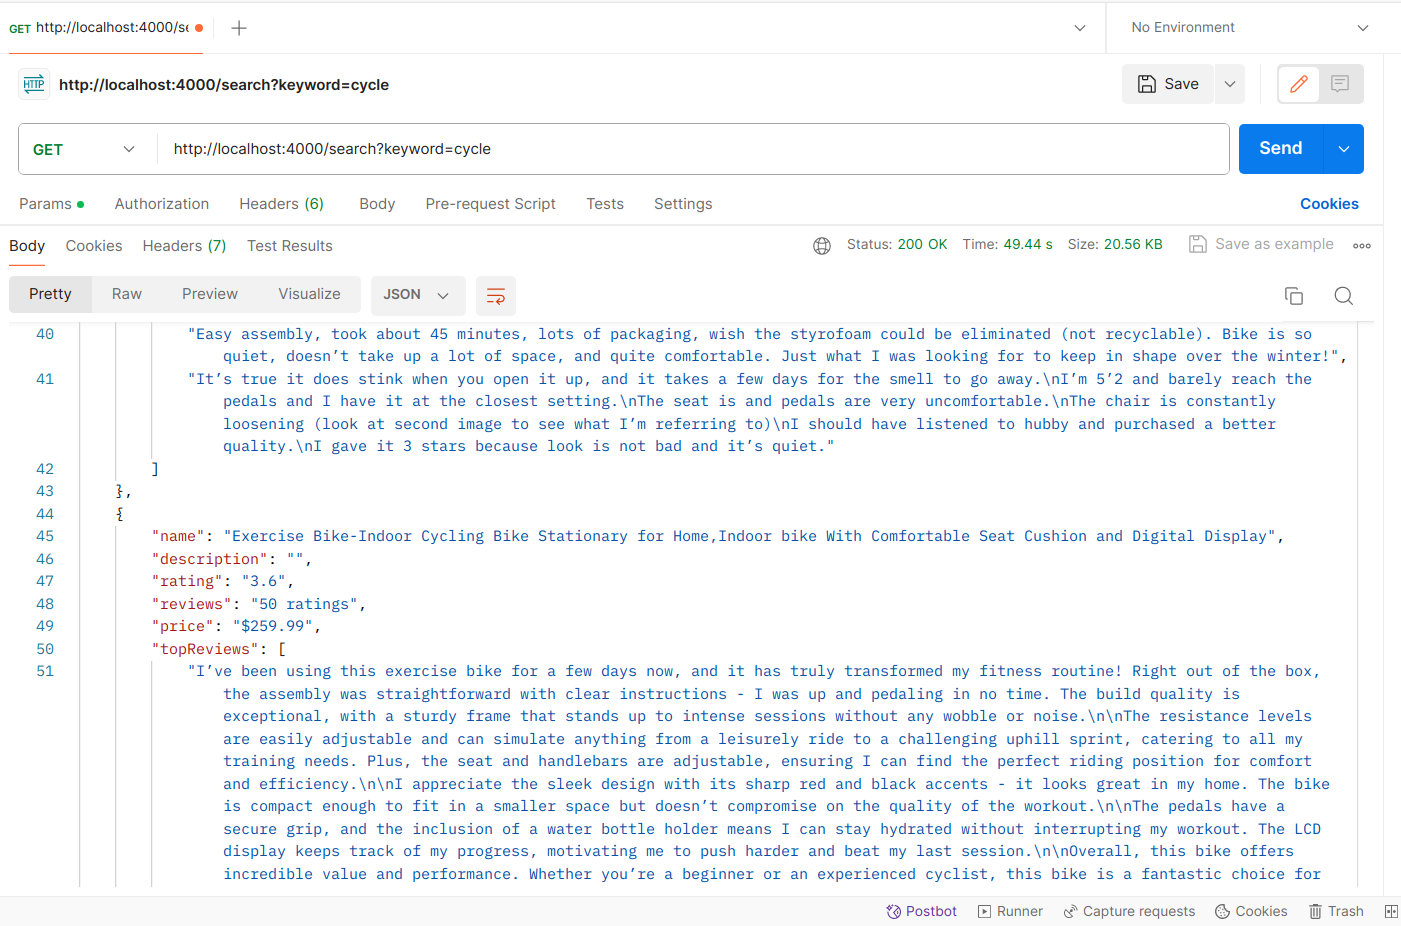 GET http://localhost:4000/se
No Environment
HTTP http://localhost:4000/search?keyword=cycle
Save
GET http://localhost:4000/search?keyword=cycle
Send
Params Authorization Headers (6) Body Pre-request Script Tests Settings Cookies
Body Cookies Headers (7) Test Results Status: 200 OK Time: 49.44 s Size: 20.56 KB Save as example
Pretty Raw Preview Visualize JSON
40 "Easy assembly, took about 45 minutes, lots of packaging, wish the styrofoam could be eliminated (not recyclable). Bike is so
quiet, doesn’t take up a lot of space, and quite comfortable. Just what I was looking for to keep in shape over the winter!",
41 "It’s true it does stink when you open it up, and it takes a few days for the smell to go away.\nI’m 5’2 and barely reach the
pedals and I have it at the closest setting.\nThe seat is and pedals are very uncomfortable.\nThe chair is constantly
loosening (look at second image to see what I’m referring to)\nI should have listened to hubby and purchased a better
quality.\nI gave it 3 stars because look is not bad and it’s quiet."
42 ]
43 },
44 {
45 "name": "Exercise Bike-Indoor Cycling Bike Stationary for Home,Indoor bike With Comfortable Seat Cushion and Digital Display",
46 "description": "",
47 "rating": "3.6",
48 "reviews": "50 ratings",
49 "price": "$259.99",
50 "topReviews": [
51 "I’ve been using this exercise bike for a few days now, and it has truly transformed my fitness routine! Right out of the box,
the assembly was straightforward with clear instructions - I was up and pedaling in no time. The build quality is
exceptional, with a sturdy frame that stands up to intense sessions without any wobble or noise.\n\nThe resistance levels
are easily adjustable and can simulate anything from a leisurely ride to a challenging uphill sprint, catering to all my
training needs. Plus, the seat and handlebars are adjustable, ensuring I can find the perfect riding position for comfort
and efficiency.\n\nI appreciate the sleek design with its sharp red and black accents - it looks great in my home. The bike
is compact enough to fit in a smaller space but doesn’t compromise on the quality of the workout.\n\nThe pedals have a
secure grip, and the inclusion of a water bottle holder means I can stay hydrated without interrupting my workout. The LCD
display keeps track of my progress, motivating me to push harder and beat my last session.\n\nOverall, this bike offers
incredible value and performance. Whether you’re a beginner or an experienced cyclist, this bike is a fantastic choice for
Postbot Runner Capture requests Cookies Trash